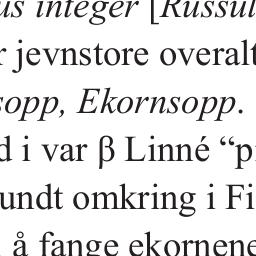 us integer [Russul
r jevnstore overalt
sopp, Ekornsopp.
d i var β Linné “p
undt omkring i Fi
å fange ekornene